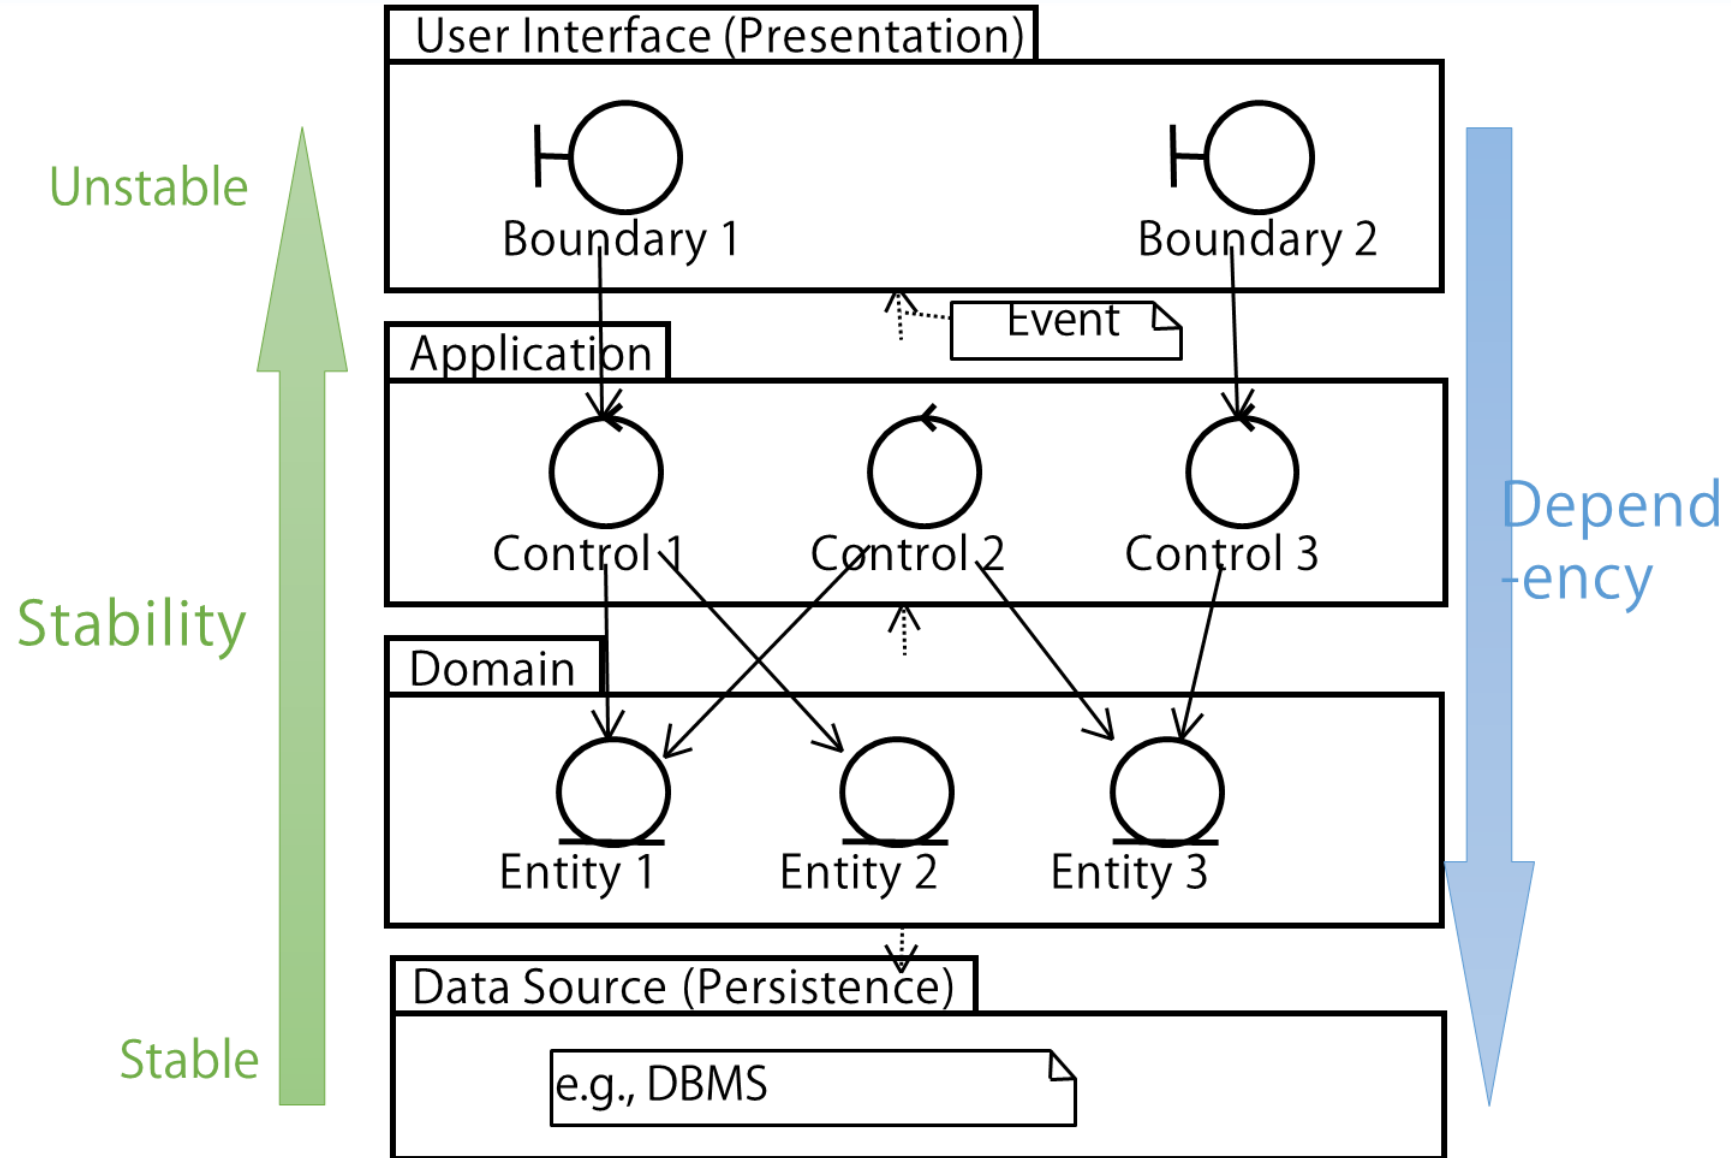 User Interface (Presentation)
Unstable
Boundary 1
Boundary 2
Event
Application
Control 1
Control 2
Control 3
Depend
-ency
Stability
Domain
Entity 1
Entity 2
Entity 3
Data Source (Persistence)
Stable
e.g., DBMS